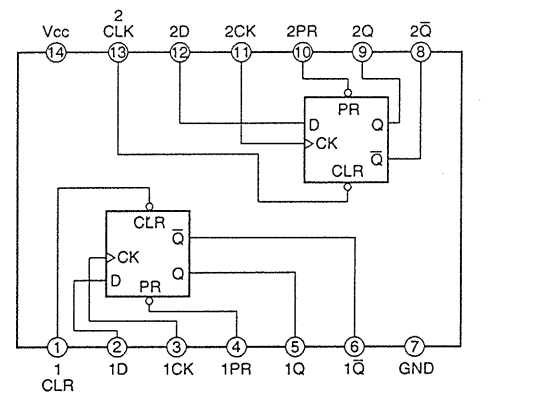 2
Vcc CLK 2D 2CK 2PR 2Q 2Q̅
14 13 12 11 10 9 8
PR
D Q
CK
Q̅
CLR
CLR
Q̅
CK
Q
D
PR
1 2 3 4 5 6 7
1 1D 1CK 1PR 1Q 1Q̅ GND
CLR